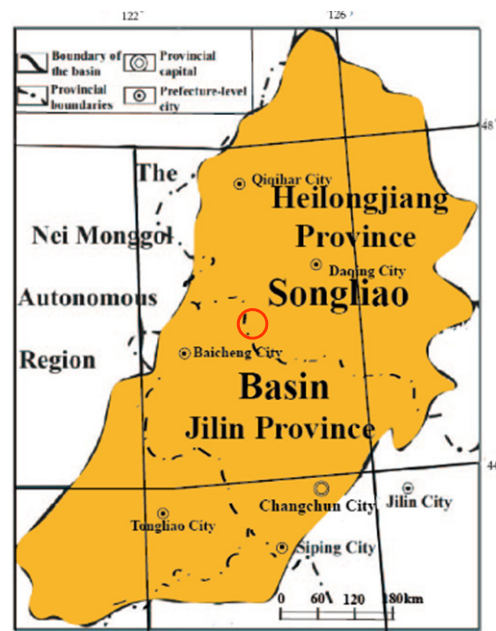 122°
126°
Boundary of the basin
Provincial capital
Provincial boundaries
Prefecture-level city
48°
The
Nei Monggol
Autonomous
Region
Qiqihar City
Heilongjiang
Province
Daqing City
Songliao
Baicheng City
Basin
Jilin Province
44
Changchun City
Jilin City
Tongliao City
Siping City
0 60 120 180km